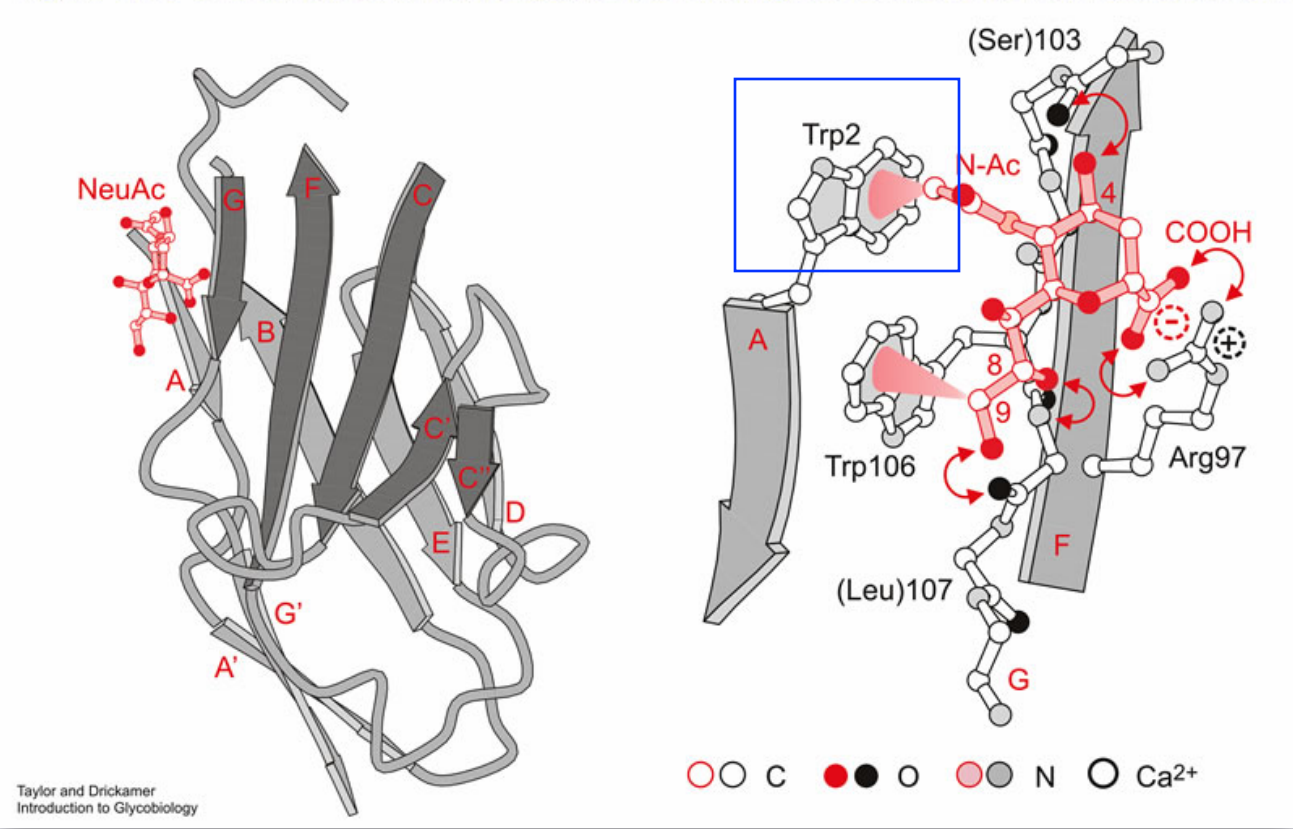 NeuAc
G
F
C
B
A
C'
C"
D
E
G'
A'
(Ser)103
Trp2
N-Ac
4
COOH
−
+
A
8
9
Trp106
Arg97
F
(Leu)107
G
C
O
N
Ca2+
Taylor and Drickamer
Introduction to Glycobiology